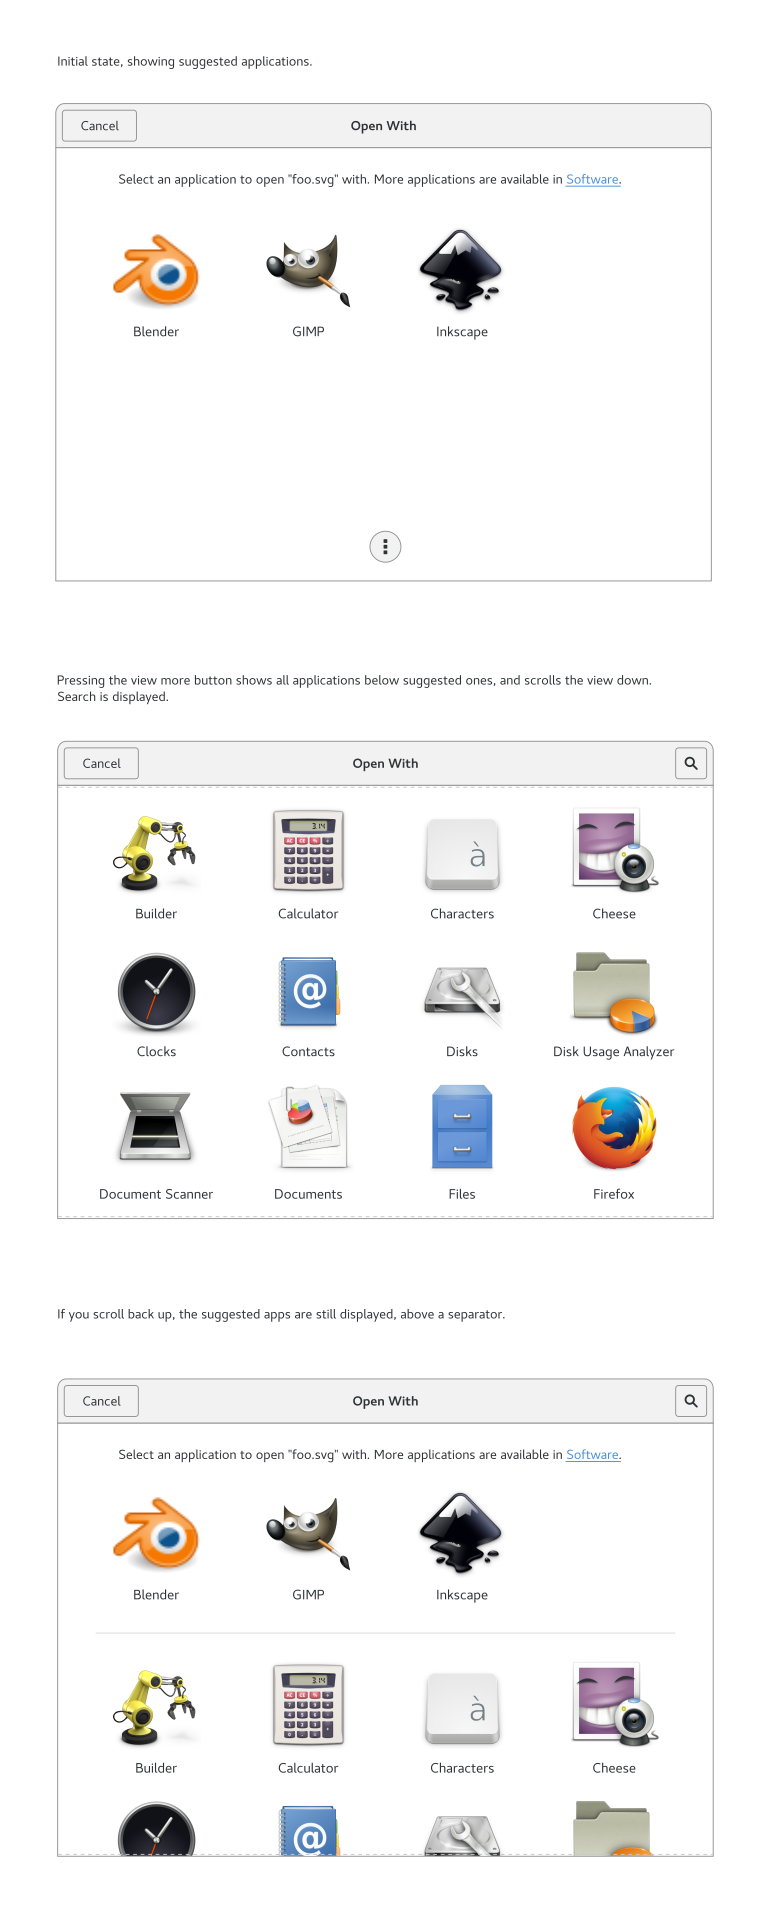 Initial state, showing suggested applications.
Cancel
Open With
Select an application to open "foo.svg" with. More applications are available in Software.
Blender
GIMP
Inkscape
Pressing the view more button shows all applications below suggested ones, and scrolls the view down.
Search is displayed.
Cancel
Open With
3.14
à
Builder
Calculator
Characters
Cheese
@
Clocks
Contacts
Disks
Disk Usage Analyzer
Document Scanner
Documents
Files
Firefox
If you scroll back up, the suggested apps are still displayed, above a separator.
Cancel
Open With
Select an application to open "foo.svg" with. More applications are available in Software.
Blender
GIMP
Inkscape
3.14
à
Builder
Calculator
Characters
Cheese
@